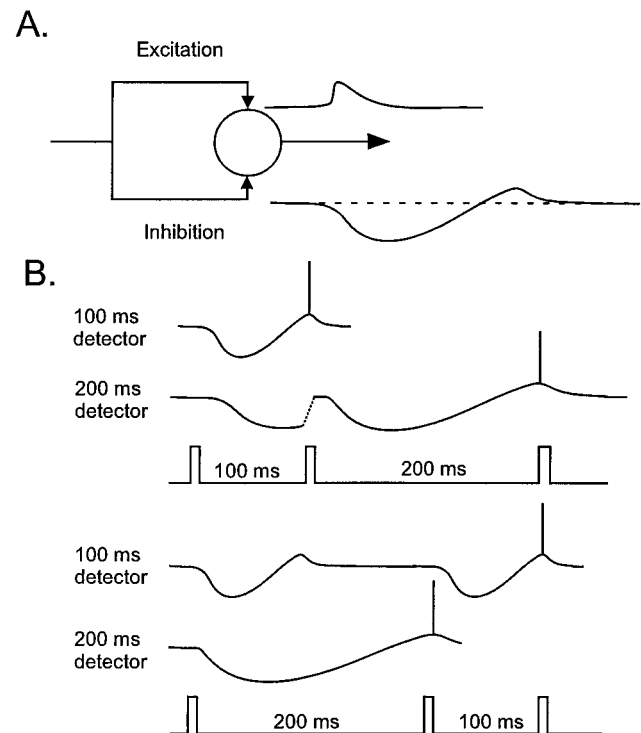 A.
Excitation
Inhibition
B.
100 ms
detector
200 ms
detector
100 ms
200 ms
100 ms
detector
200 ms
detector
200 ms
100 ms